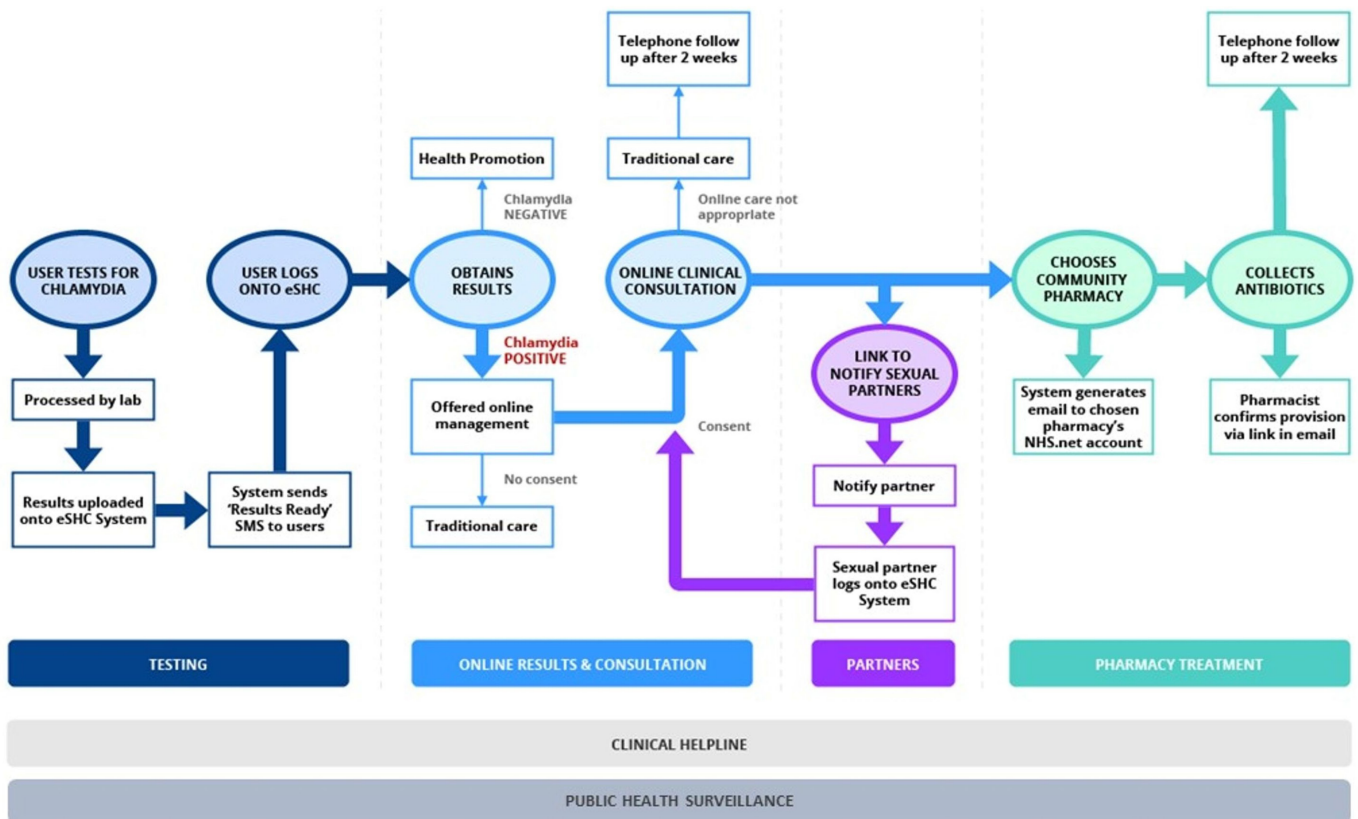 Telephone follow
up after 2 weeks
Telephone follow
up after 2 weeks
Health Promotion
Traditional care
Chlamydia
NEGATIVE
Online care not
appropriate
USER TESTS FOR
CHLAMYDIA
USER LOGS
ONTO eSHC
OBTAINS
RESULTS
ONLINE CLINICAL
CONSULTATION
CHOOSES
COMMUNITY
PHARMACY
COLLECTS
ANTIBIOTICS
Chlamydia
POSITIVE
LINK TO
NOTIFY SEXUAL
PARTNERS
Processed by lab
Offered online
management
Consent
System generates
email to chosen
pharmacy's
NHS.net account
Pharmacist
confirms provision
via link in email
No consent
Notify partner
Results uploaded
onto eSHC System
System sends
'Results Ready'
SMS to users
Traditional care
Sexual partner
logs onto eSHC
System
TESTING
ONLINE RESULTS & CONSULTATION
PARTNERS
PHARMACY TREATMENT
CLINICAL HELPLINE
PUBLIC HEALTH SURVEILLANCE